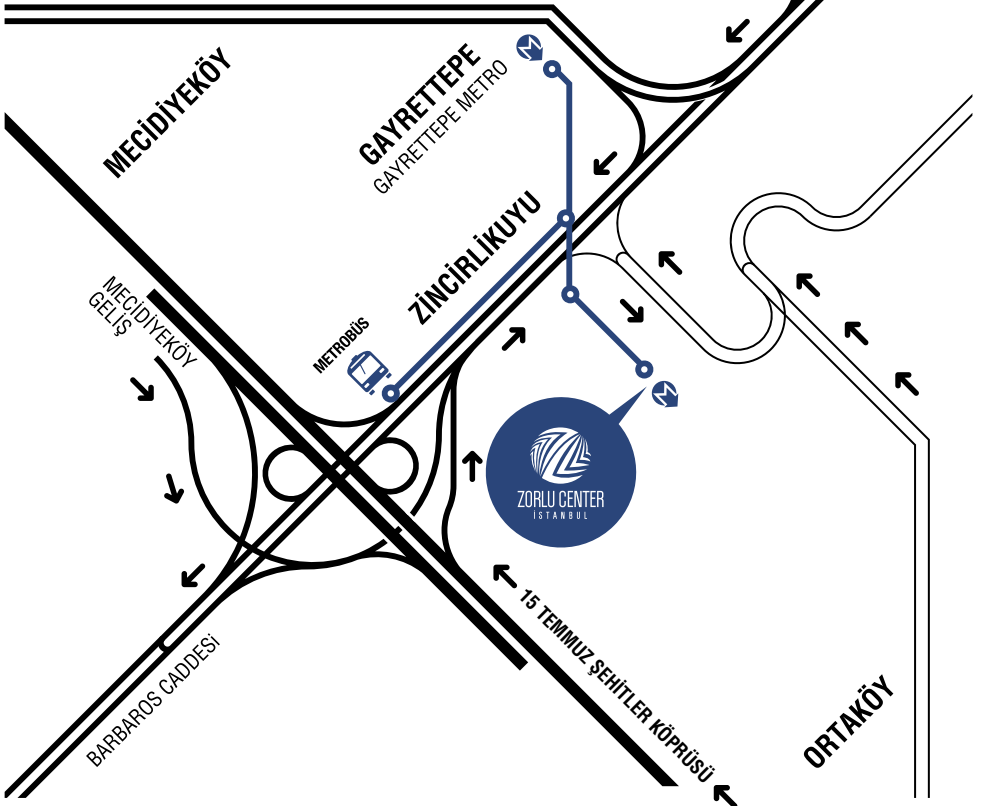 MECİDİYEKÖY
GAYRETTEPE
GAYRETTEPE METRO
ZİNCİRLİKUYU
MECİDİYEKÖY
GELİŞ
METROBÜS
ZORLU CENTER
İSTANBUL
15 TEMMUZ ŞEHİTLER KÖPRÜSÜ
BARBAROS CADDESİ
ORTAKÖY